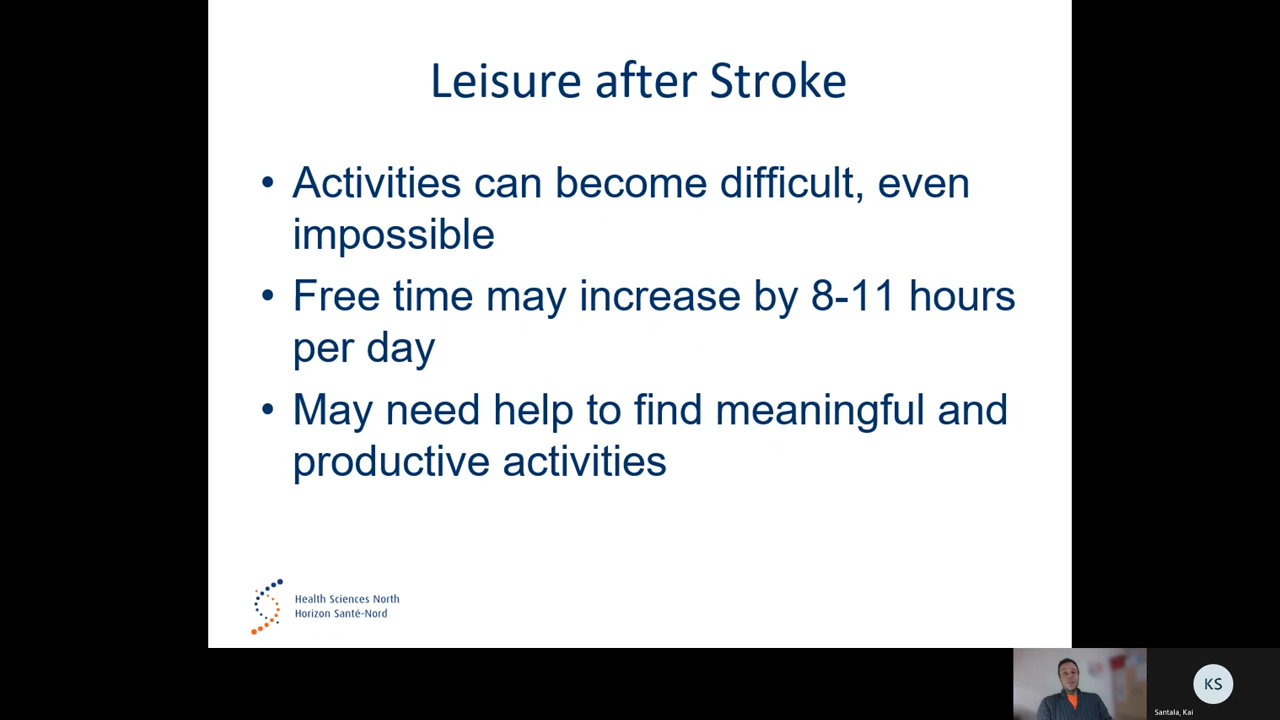 Leisure after Stroke
• Activities can become difficult, even
impossible
• Free time may increase by 8-11 hours
per day
• May need help to find meaningful and
productive activities
Health Sciences North
Horizon Santé-Nord
KS
Santala, Kai